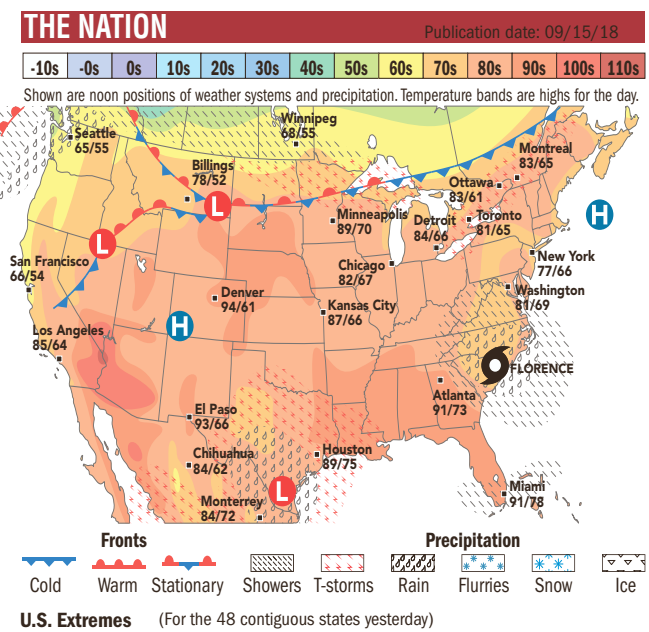 THE NATION
Publication date: 09/15/18
-10s -0s 0s 10s 20s 30s 40s 50s 60s 70s 80s 90s 100s 110s
Shown are noon positions of weather systems and precipitation. Temperature bands are highs for the day.
Winnipeg
68/55
Seattle
65/55
Montreal
83/65
Billings
78/52
Ottawa
83/61
L
H
Minneapolis
89/70
Detroit
84/66
Toronto
81/65
L
San Francisco
66/54
New York
77/66
Chicago
82/67
Washington
81/69
Denver
94/61
Kansas City
87/66
H
Los Angeles
85/64
FLORENCE
Atlanta
91/73
El Paso
93/66
Chihuahua
84/62
Houston
89/75
L
Miami
91/78
Monterrey
84/72
Fronts
Precipitation
Cold Warm Stationary Showers T-storms Rain Flurries Snow Ice
U.S. Extremes (For the 48 contiguous states yesterday)